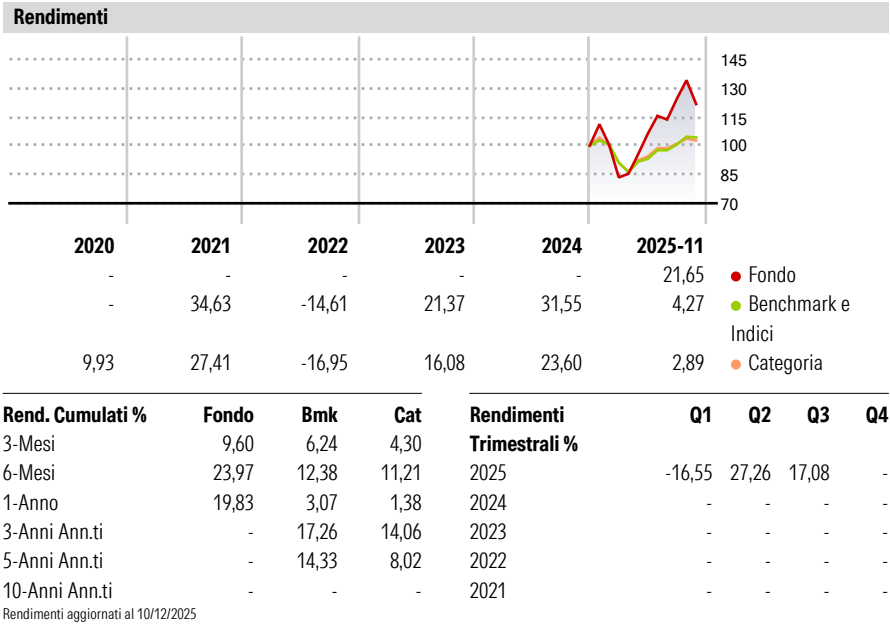 Rendimenti
145
130
115
100
85
70
2020 2021 2022 2023 2024 2025-11
- - - - - 21,65 Fondo
- 34,63 -14,61 21,37 31,55 4,27 Benchmark e
Indici
9,93 27,41 -16,95 16,08 23,60 2,89 Categoria
Rend. Cumulati % Fondo Bmk Cat
3-Mesi 9,60 6,24 4,30
6-Mesi 23,97 12,38 11,21
1-Anno 19,83 3,07 1,38
3-Anni Ann.ti - 17,26 14,06
5-Anni Ann.ti - 14,33 8,02
10-Anni Ann.ti - - -
Rendimenti aggiornati al 10/12/2025
Rendimenti Q1 Q2 Q3 Q4
Trimestrali %
2025 -16,55 27,26 17,08 -
2024 - - - -
2023 - - - -
2022 - - - -
2021 - - - -